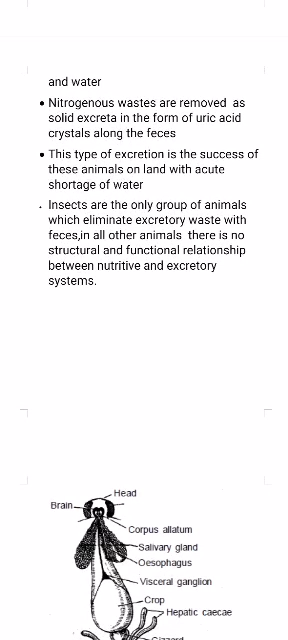 and water
• Nitrogenous wastes are removed as
solid excreta in the form of uric acid
crystals along the feces
• This type of excretion is the success of
these animals on land with acute
shortage of water
. Insects are the only group of animals
which eliminate excretory waste with
feces,in all other animals there is no
structural and functional relationship
between nutritive and excretory
systems.
Head
Brain
Corpus allatum
Salivary gland
Oesophagus
Visceral ganglion
Crop
Hepatic caecae
Gizzard